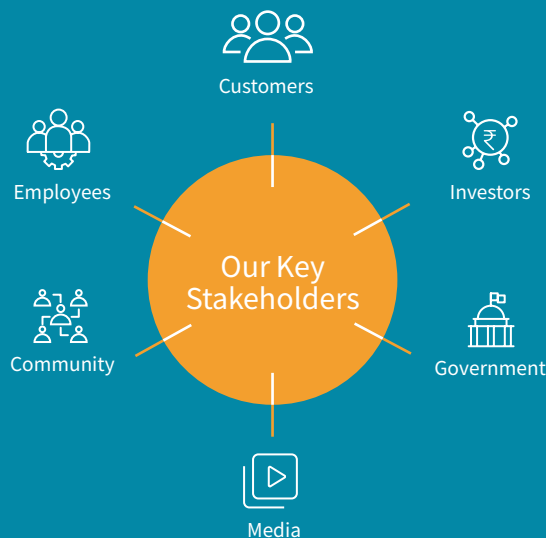 Customers
Employees
₹
Investors
Our Key
Stakeholders
Community
Government
Media